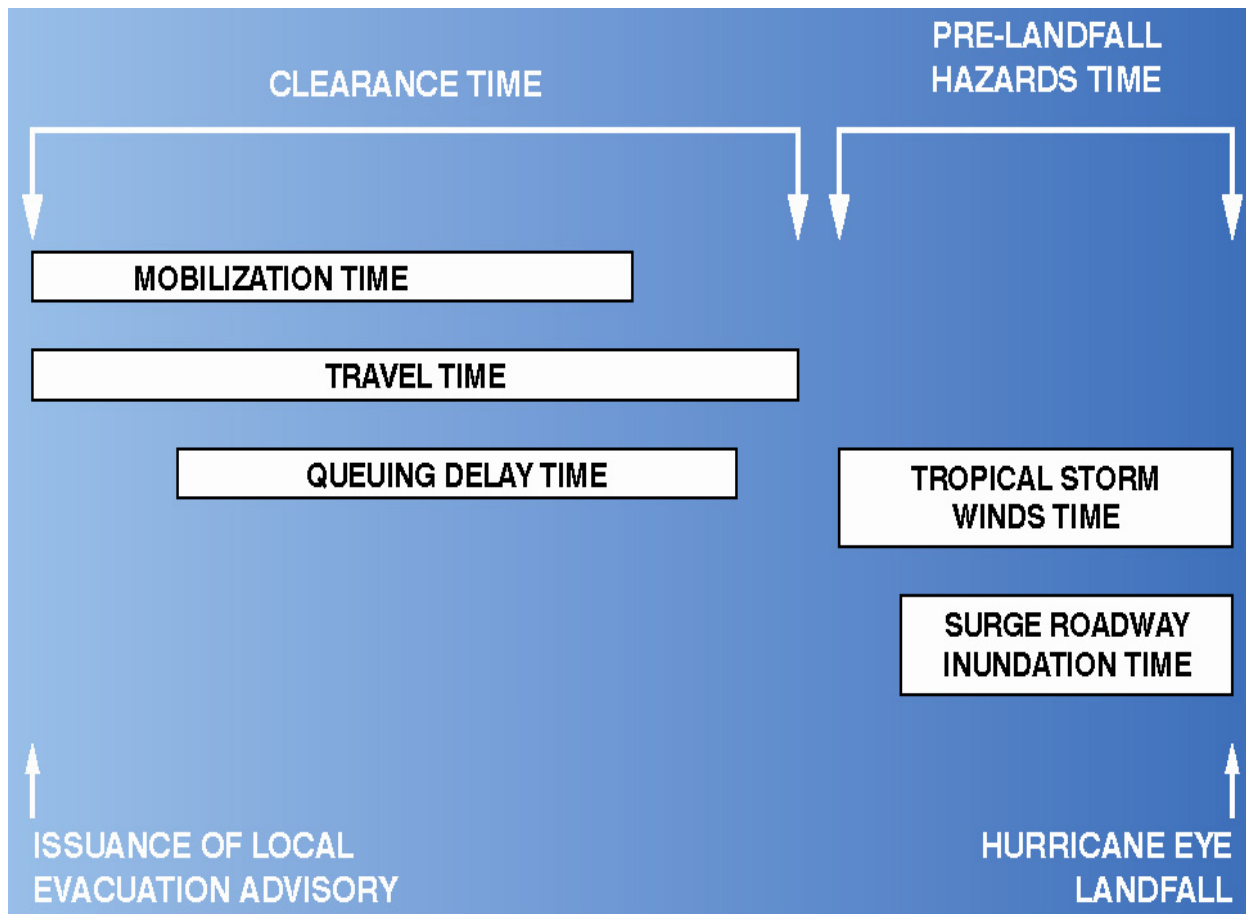 PRE-LANDFALL
HAZARDS TIME
CLEARANCE TIME
MOBILIZATION TIME
TRAVEL TIME
QUEUING DELAY TIME
TROPICAL STORM
WINDS TIME
SURGE ROADWAY
INUNDATION TIME
ISSUANCE OF LOCAL
EVACUATION ADVISORY
HURRICANE EYE
LANDFALL